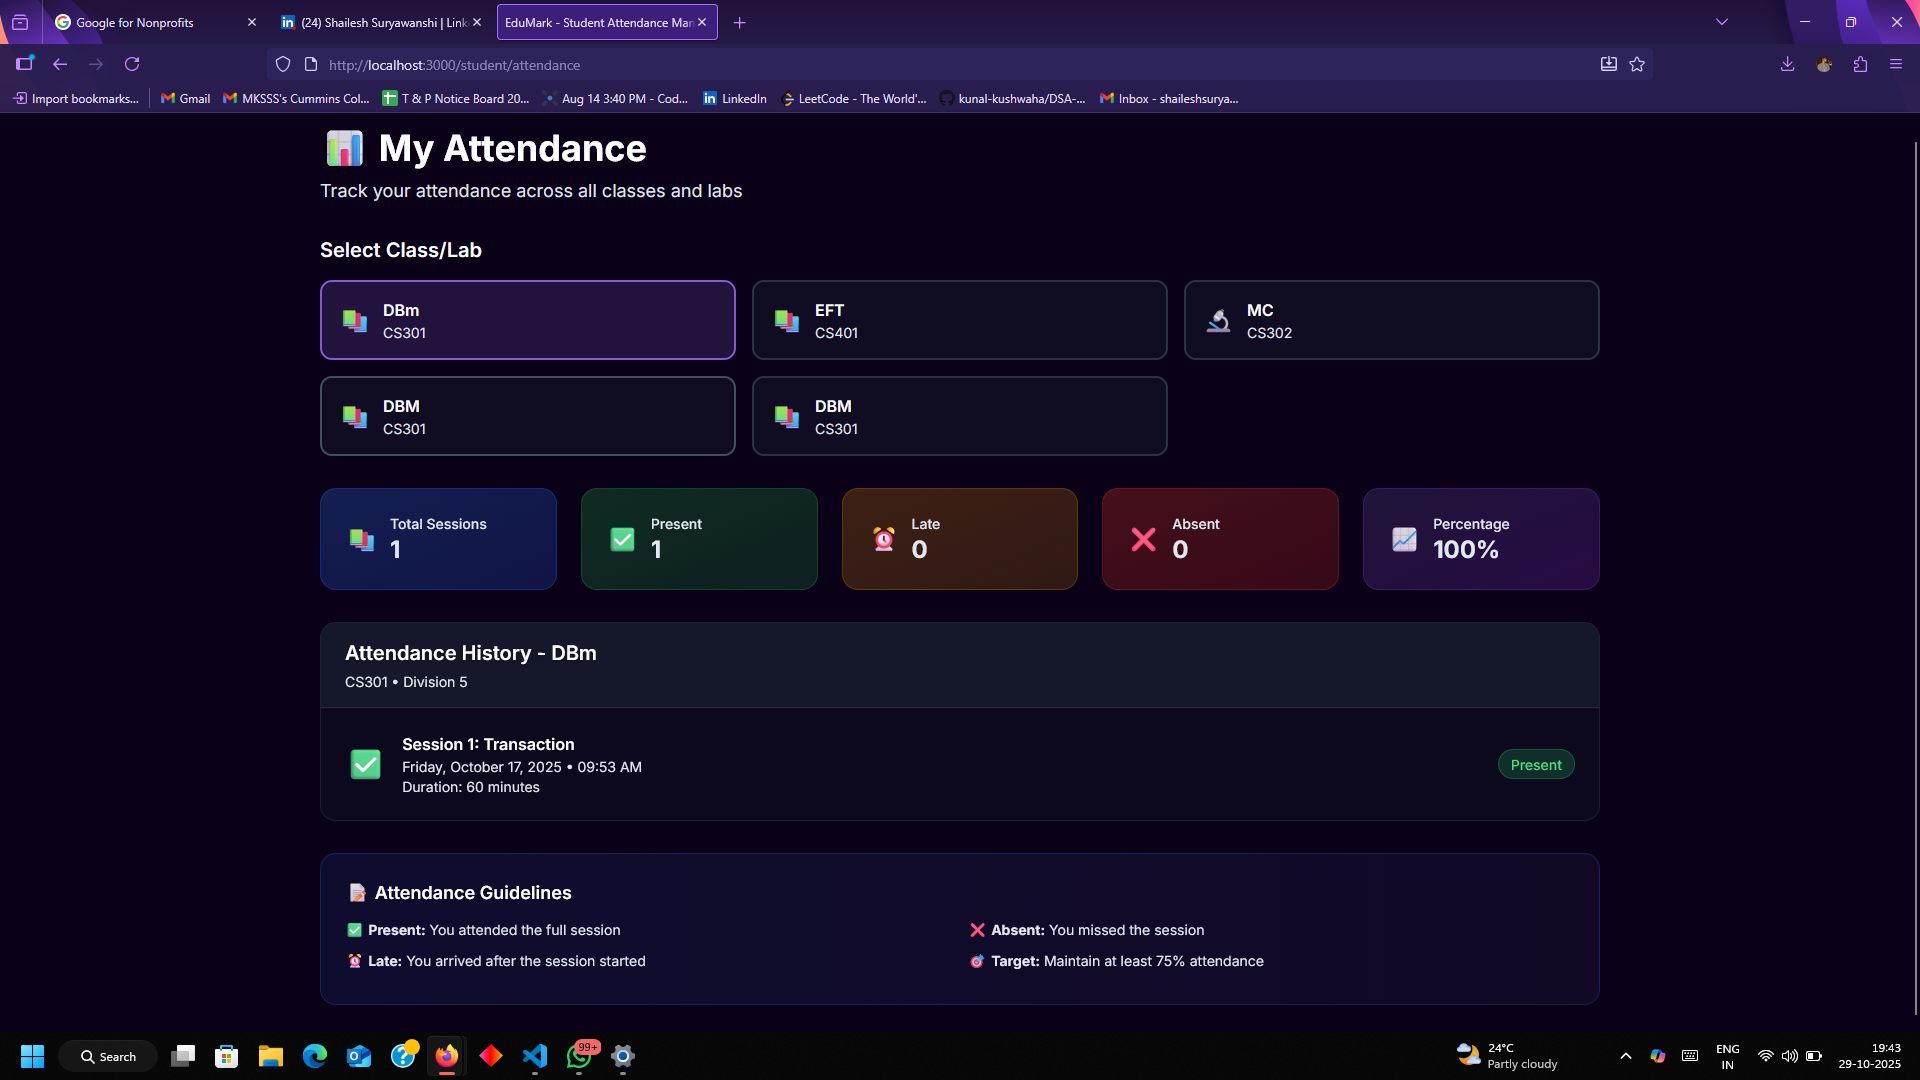 Google for Nonprofits
(24) Shailesh Suryawanshi | Link
EduMark - Student Attendance Man
http://localhost:3000/student/attendance
Import bookmarks...
Gmail
MKSSS's Cummins Col...
T & P Notice Board 20...
Aug 14 3:40 PM - Cod...
LinkedIn
LeetCode - The World'...
kunal-kushwaha/DSA-...
Inbox - shaileshsurya...
My Attendance
Track your attendance across all classes and labs
Select Class/Lab
DBm
CS301
EFT
CS401
MC
CS302
DBM
CS301
DBM
CS301
Total Sessions
1
Present
1
Late
0
Absent
0
Percentage
100%
Attendance History - DBm
CS301 • Division 5
Session 1: Transaction
Friday, October 17, 2025 • 09:53 AM
Duration: 60 minutes
Present
Attendance Guidelines
Present: You attended the full session
Absent: You missed the session
Late: You arrived after the session started
Target: Maintain at least 75% attendance
Search
99+
24°C
Partly cloudy
ENG
IN
19:43
29-10-2025